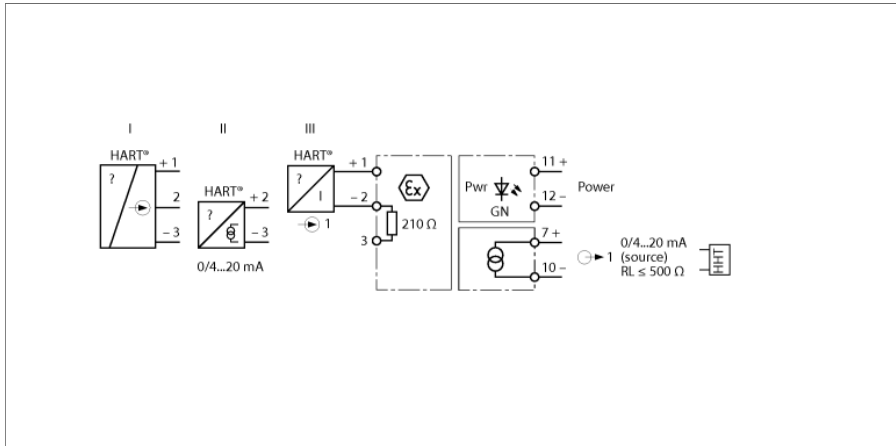 I
II
III
HART®
?
+ 1
2
– 3
HART®
?
+ 2
– 3
0/4...20 mA
HART®
?
I
+ 1
– 2
3
1
Ex
210 Ω
Pwr
GN
11 +
12 –
Power
7 +
10 –
1
0/4...20 mA
(source)
RL ≤ 500 Ω
HHT